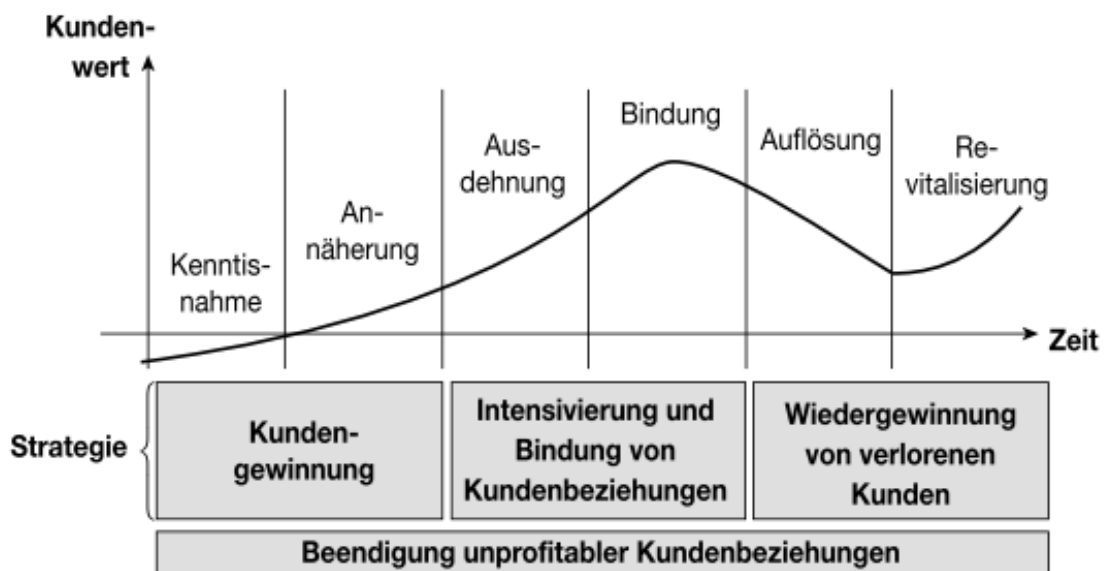 Kunden-
wert
Kenntis-
nahme
An-
näherung
Aus-
dehnung
Bindung
Auflösung
Re-
vitalisierung
Zeit
Strategie
Kunden-
gewinnung
Intensivierung und
Bindung von
Kundenbeziehungen
Wiedergewinnung
von verlorenen
Kunden
Beendigung unprofitabler Kundenbeziehungen